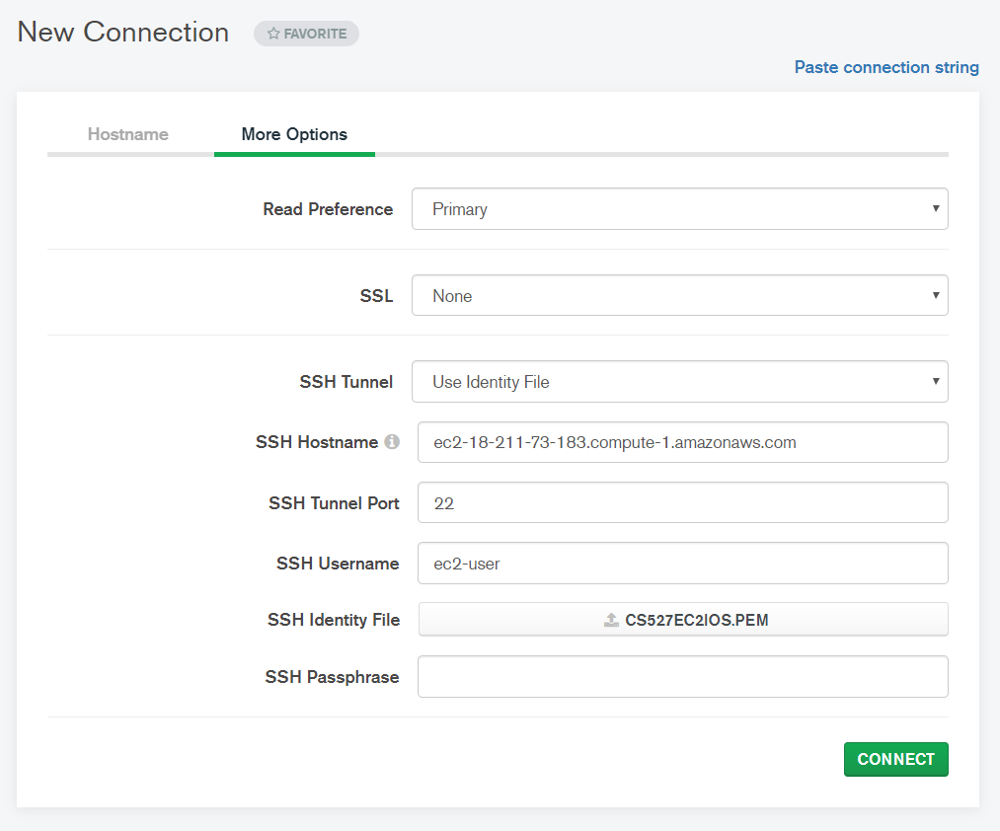 New Connection FAVORITE
Paste connection string
Hostname More Options
Read Preference Primary
SSL None
SSH Tunnel Use Identity File
SSH Hostname ec2-18-211-73-183.compute-1.amazonaws.com
SSH Tunnel Port 22
SSH Username ec2-user
SSH Identity File CS527EC2IOS.PEM
SSH Passphrase
CONNECT